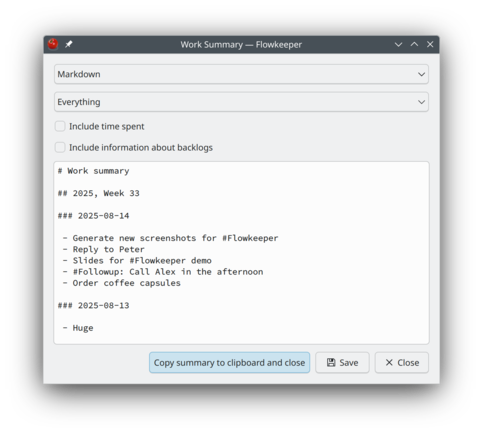 Work Summary — Flowkeeper
Markdown
Everything
Include time spent
Include information about backlogs
# Work summary
## 2025, Week 33
### 2025-08-14
- Generate new screenshots for #Flowkeeper
- Reply to Peter
- Slides for #Flowkeeper demo
- #Followup: Call Alex in the afternoon
- Order coffee capsules
### 2025-08-13
- Huge
Copy summary to clipboard and close
Save
Close